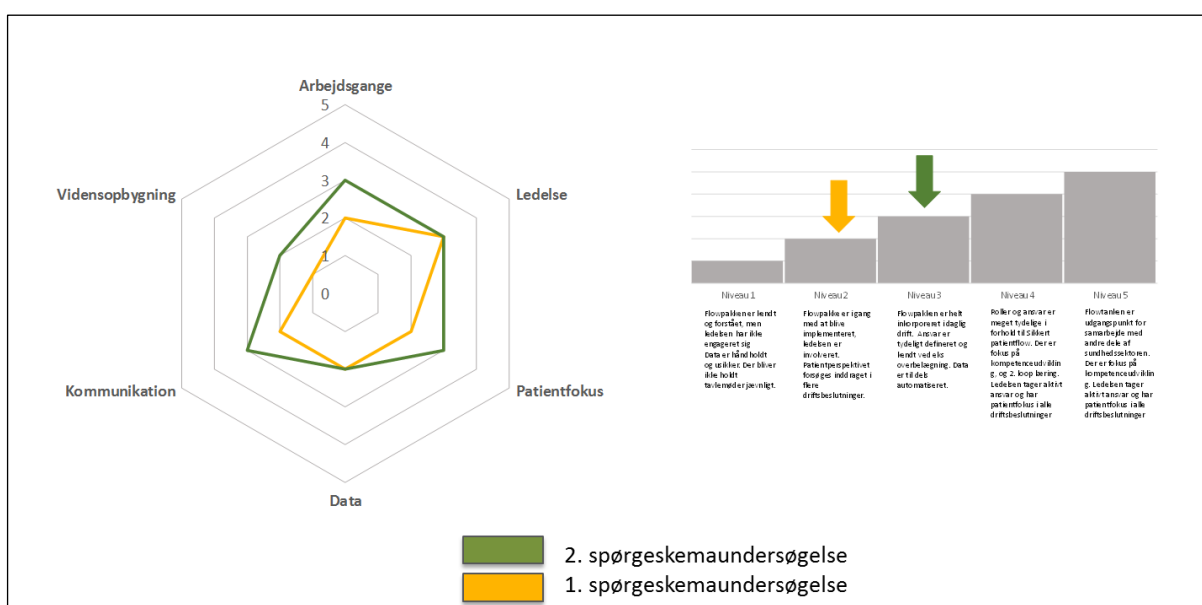 Arbejdsgange
5
4
3
2
1
0
Ledelse
Patientfokus
Data
Kommunikation
Vidensopbygning
Niveau 1
Flowpakken er kendt
og forstået, men
ledelsen har ikke
engageret sig
Data er hånd holdt
og usikker. Der bliver
ikke holdt
tavlemøder jævnligt.
Niveau 2
Flowpakke er i gang
med at blive
implementeret,
ledelsen er
involveret.
Patientperspektivet
forsøges inddraget i
flere
driftsbeslutninger.
Niveau 3
Flowpakken er helt
inkorporeret i daglig
drift. Ansvar er
tydeligt defineret og
kendt ved eks
overbelægning. Data
er til dels
automatiseret.
Niveau 4
Roller og ansvar er
meget tydelige i
forhold til Sikkert
patientflow. Der er
fokus på
kompetenceudviklin
g, og 2. loop læring.
Ledelsen tager aktivt
ansvar og har
patientfokus i alle
driftsbeslutninger
Niveau 5
Flowtanken er
udgangspunkt for
samarbejde med
andre dele af
sundhedssektoren.
Der er fokus på
kompetenceudviklin
g. Ledelsen tager
aktivt ansvar og har
patientfokus i alle
driftsbeslutninger
2. spørgeskemaundersøgelse
1. spørgeskemaundersøgelse